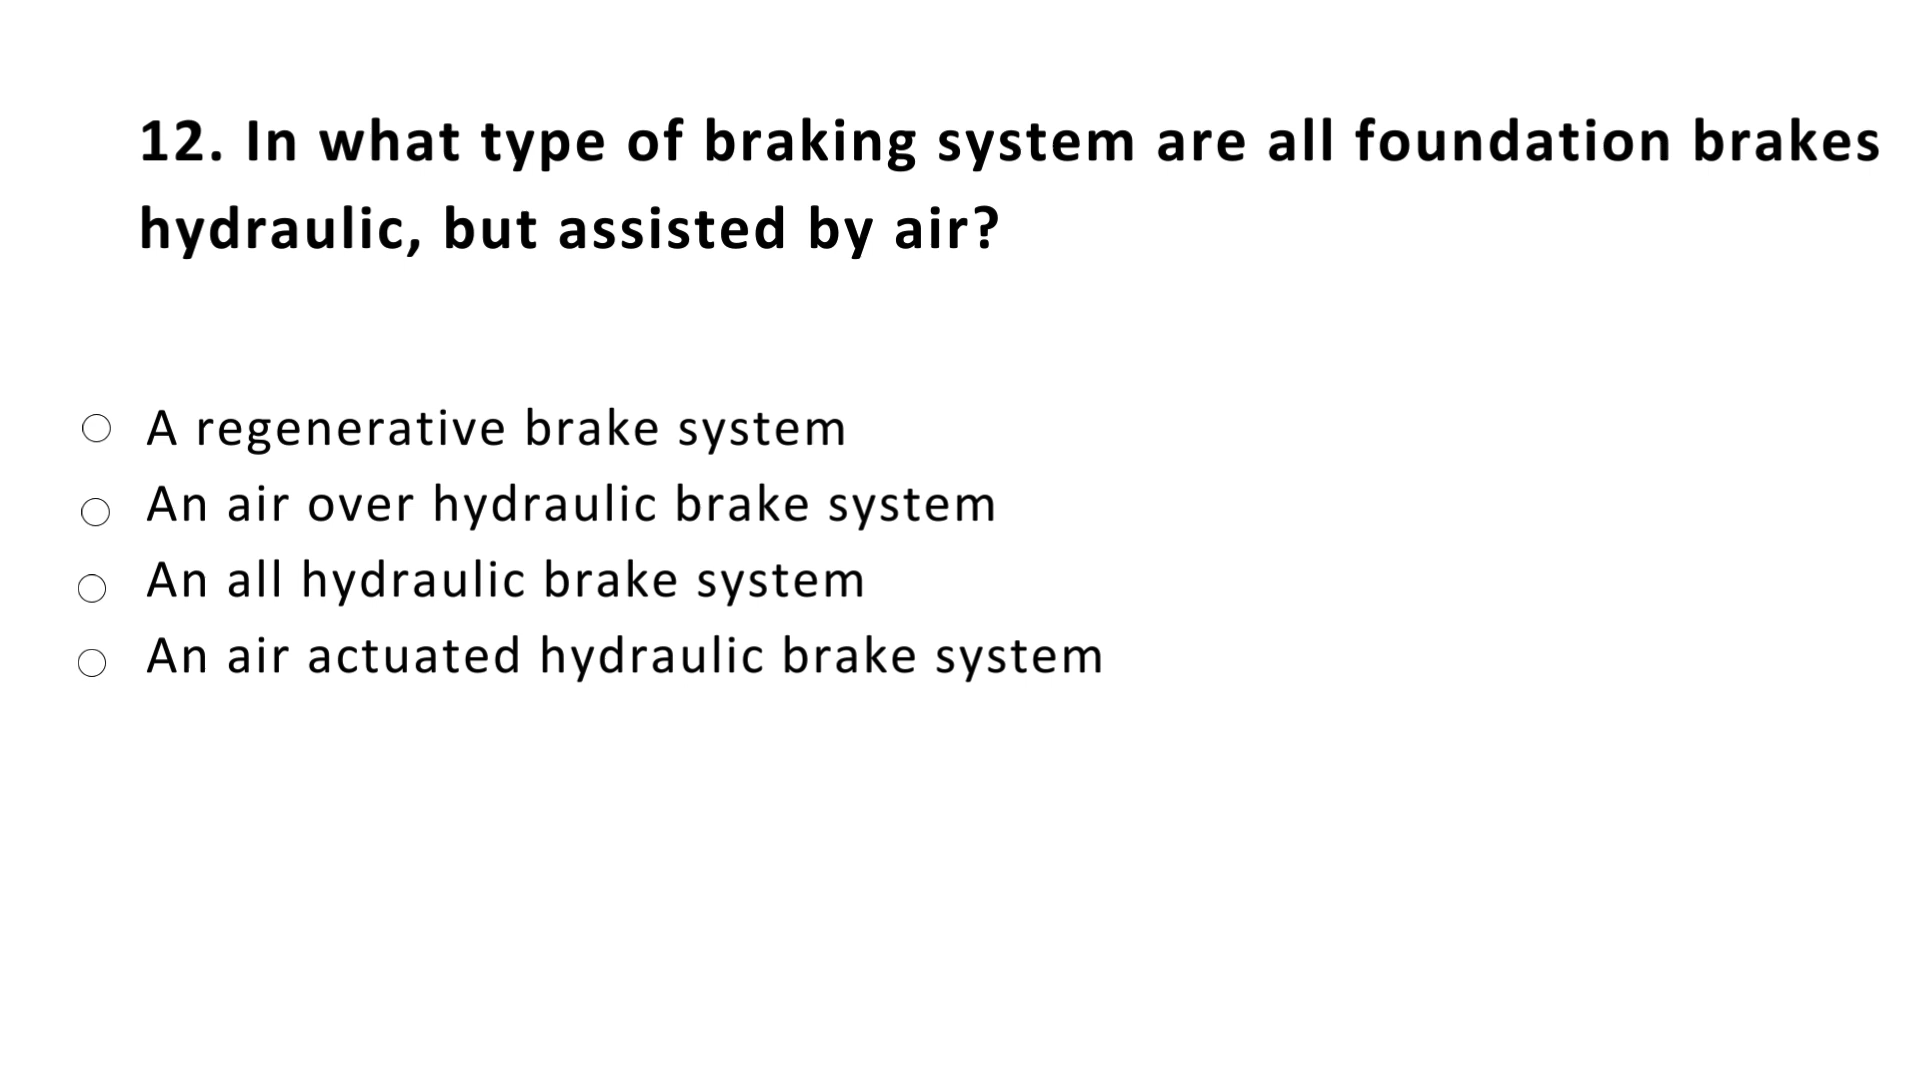 12. In what type of braking system are all foundation brakes
hydraulic, but assisted by air?
A regenerative brake system
An air over hydraulic brake system
An all hydraulic brake system
An air actuated hydraulic brake system